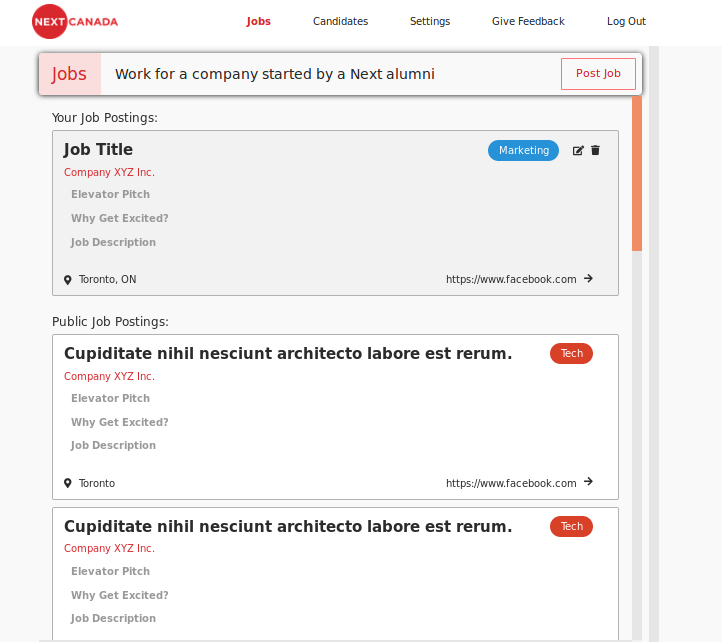 NEXT CANADA
Jobs Candidates Settings Give Feedback Log Out
Jobs Work for a company started by a Next alumni Post Job
Your Job Postings:
Job Title Marketing
Company XYZ Inc.
Elevator Pitch
Why Get Excited?
Job Description
Toronto, ON https://www.facebook.com
Public Job Postings:
Cupiditate nihil nesciunt architecto labore est rerum. Tech
Company XYZ Inc.
Elevator Pitch
Why Get Excited?
Job Description
Toronto https://www.facebook.com
Cupiditate nihil nesciunt architecto labore est rerum. Tech
Company XYZ Inc.
Elevator Pitch
Why Get Excited?
Job Description